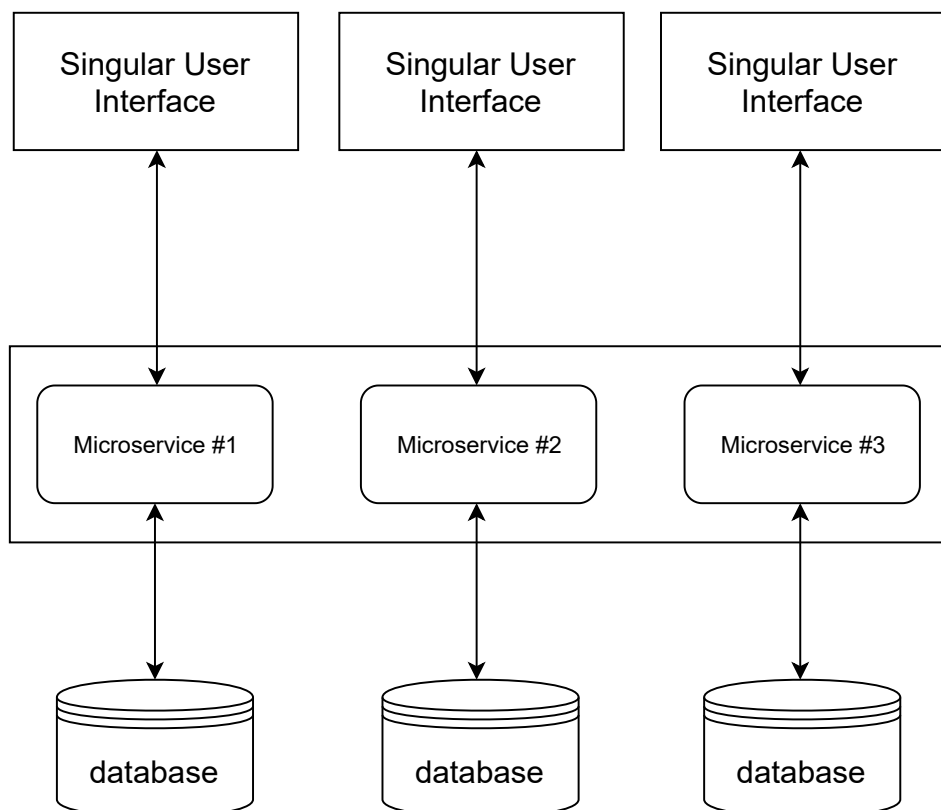 Singular User
Interface
Singular User
Interface
Singular User
Interface
Microservice #1
Microservice #2
Microservice #3
database
database
database